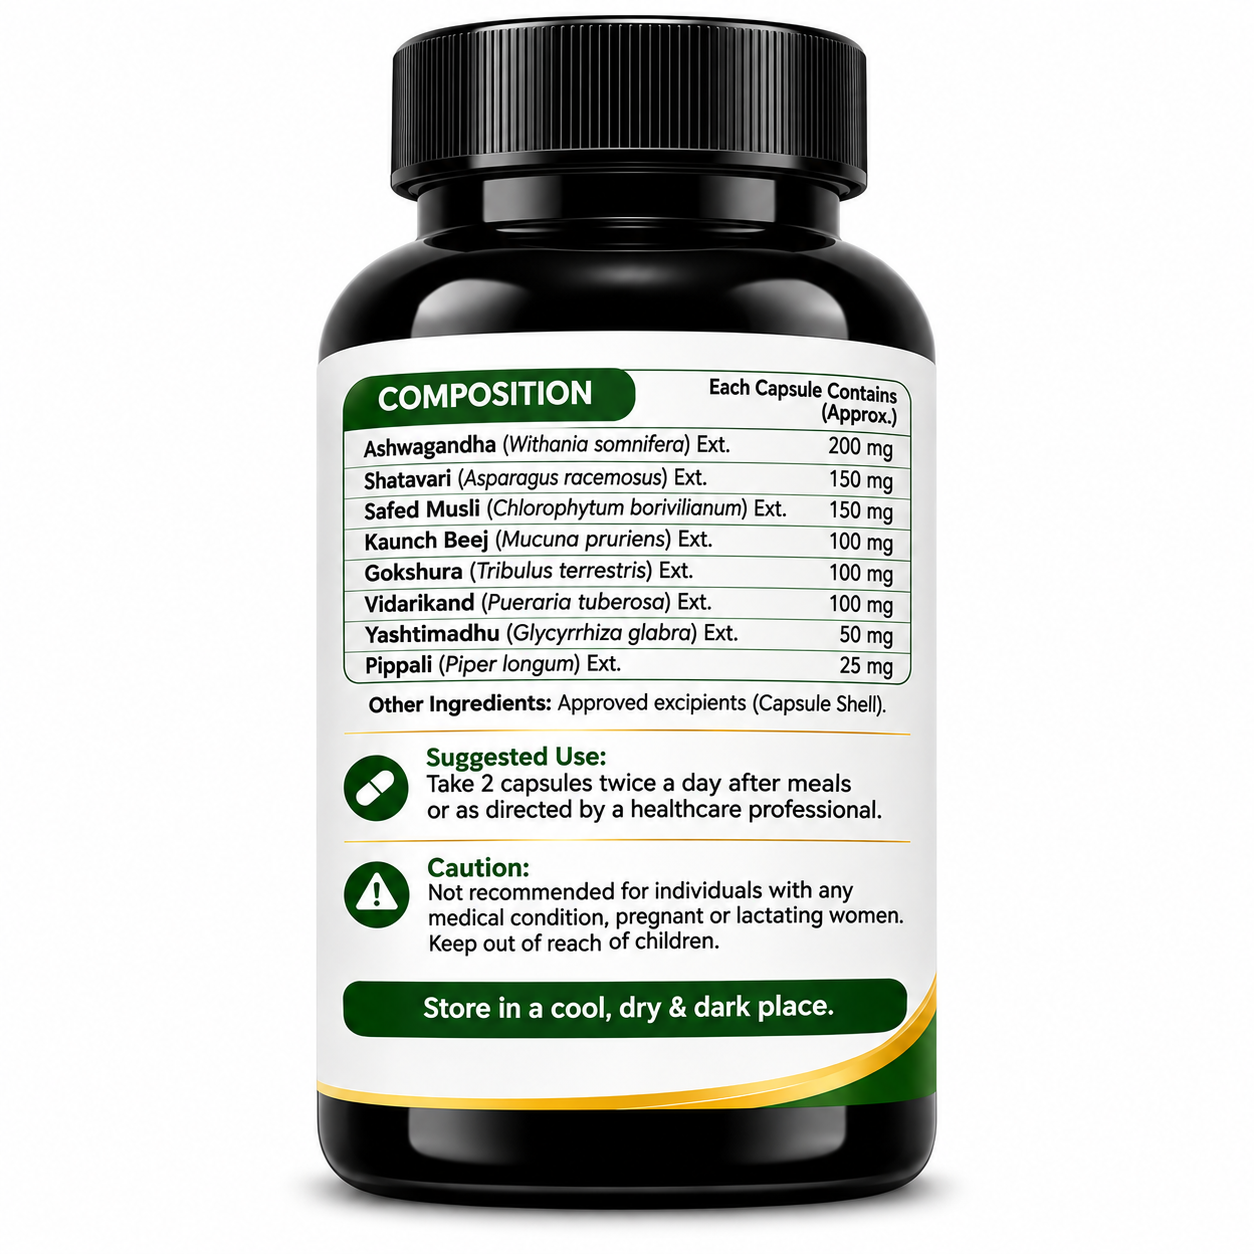 COMPOSITION
Each Capsule Contains
(Approx.)
Ashwagandha (Withania somnifera) Ext. 200 mg
Shatavari (Asparagus racemosus) Ext. 150 mg
Safed Musli (Chlorophytum borivilianum) Ext. 150 mg
Kaunch Beej (Mucuna pruriens) Ext. 100 mg
Gokshura (Tribulus terrestris) Ext. 100 mg
Vidarikand (Pueraria tuberosa) Ext. 100 mg
Yashtimadhu (Glycyrrhiza glabra) Ext. 50 mg
Pippali (Piper longum) Ext. 25 mg
Other Ingredients: Approved excipients (Capsule Shell).
Suggested Use:
Take 2 capsules twice a day after meals
or as directed by a healthcare professional.
Caution:
Not recommended for individuals with any
medical condition, pregnant or lactating women.
Keep out of reach of children.
Store in a cool, dry & dark place.